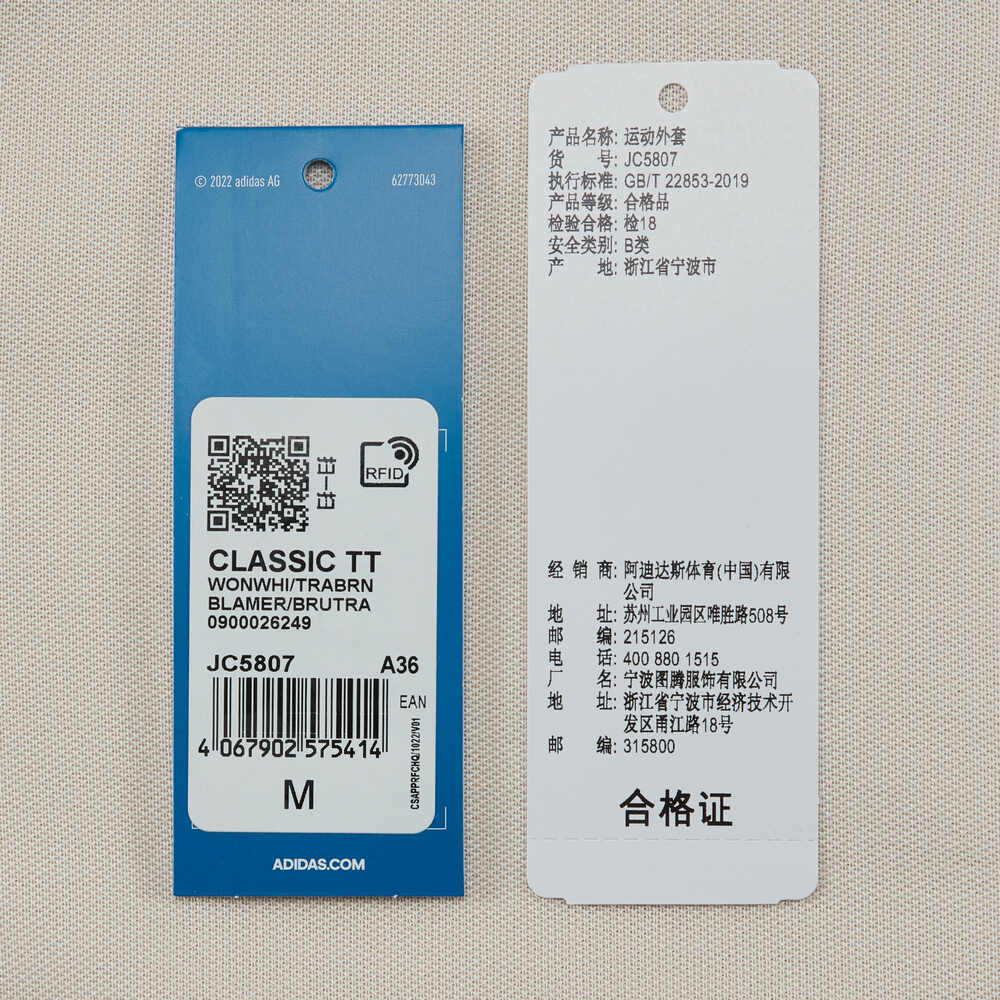 © 2022 adidas AG
62773043
RFID
CLASSIC TT
WONWHI/TRABRN
BLAMER/BRUTRA
0900026249
JC5807 A36
EAN
4 067902 575414
CSAPPRFCHQ/1022/V01
M
ADIDAS.COM
产品名称: 运动外套
货 号: JC5807
执行标准: GB/T 22853-2019
产品等级: 合格品
检验合格: 检18
安全类别: B类
产 地: 浙江省宁波市
经 销 商: 阿迪达斯体育(中国)有限
公司
地 址: 苏州工业园区唯胜路508号
邮 编: 215126
电 话: 400 880 1515
厂 名: 宁波图腾服饰有限公司
地 址: 浙江省宁波市经济技术开
发区甬江路18号
邮 编: 315800
合格证